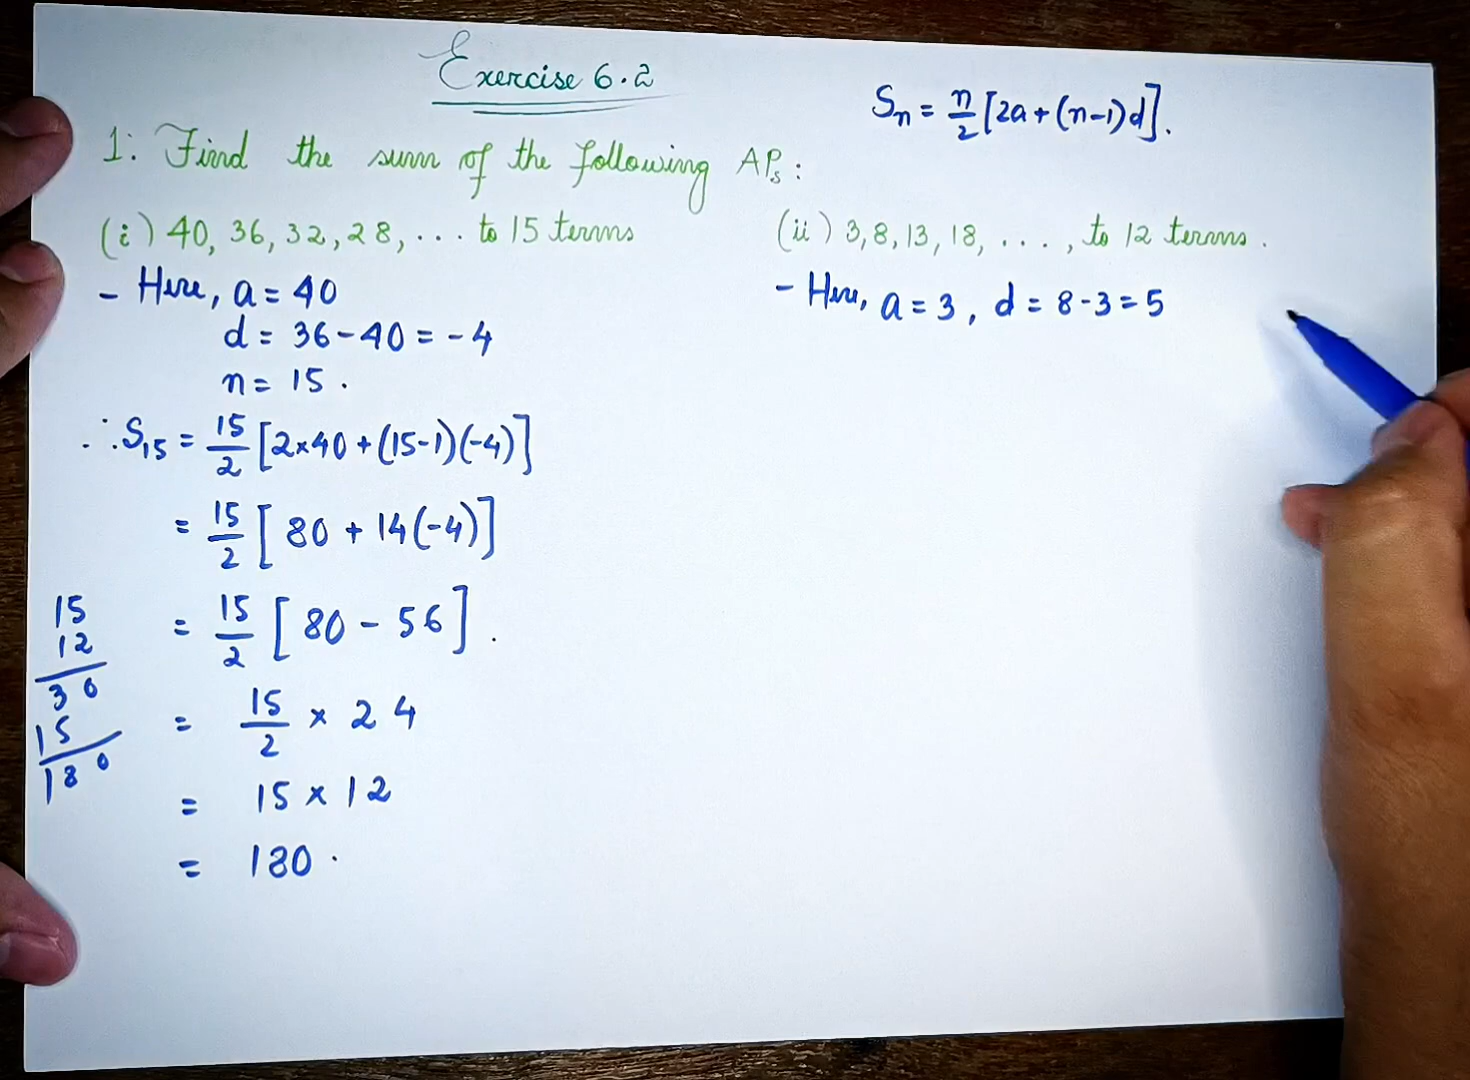 Exercise 6.2
Sn = n/2 [2a + (n-1)d].
1: Find the sum of the following APs :
(i) 40, 36, 32, 28, ... to 15 terms
- Here, a = 40
d = 36 - 40 = -4
n = 15 .
∴ S15 = 15/2 [2×40 + (15-1)(-4)]
= 15/2 [ 80 + 14(-4)]
= 15/2 [ 80 - 56 ] .
= 15/2 × 24
= 15 × 12
= 180 .
15
12
30
15
180
(ii) 3, 8, 13, 18, ...., to 12 terms .
- Here, a = 3, d = 8 - 3 = 5